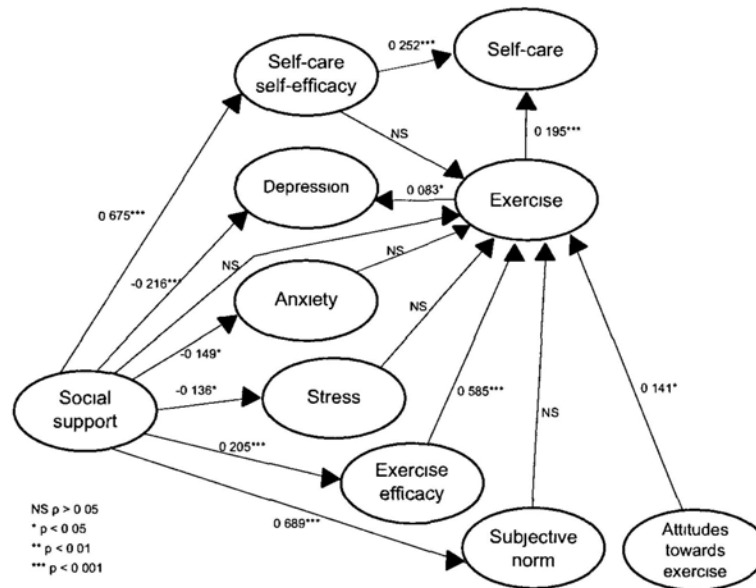 0 252***
Self-care
Self-care
self-efficacy
NS
0 195***
Depression
0 083*
Exercise
0 675***
NS
-0 216***
Anxiety
NS
NS
-0 149*
Social
support
-0 136*
Stress
0 585***
NS
0 141*
0 205***
Exercise
efficacy
0 689***
Subjective
norm
Attitudes
towards
exercise
NS p > 0 05
* p < 0 05
** p < 0 01
*** p < 0 001